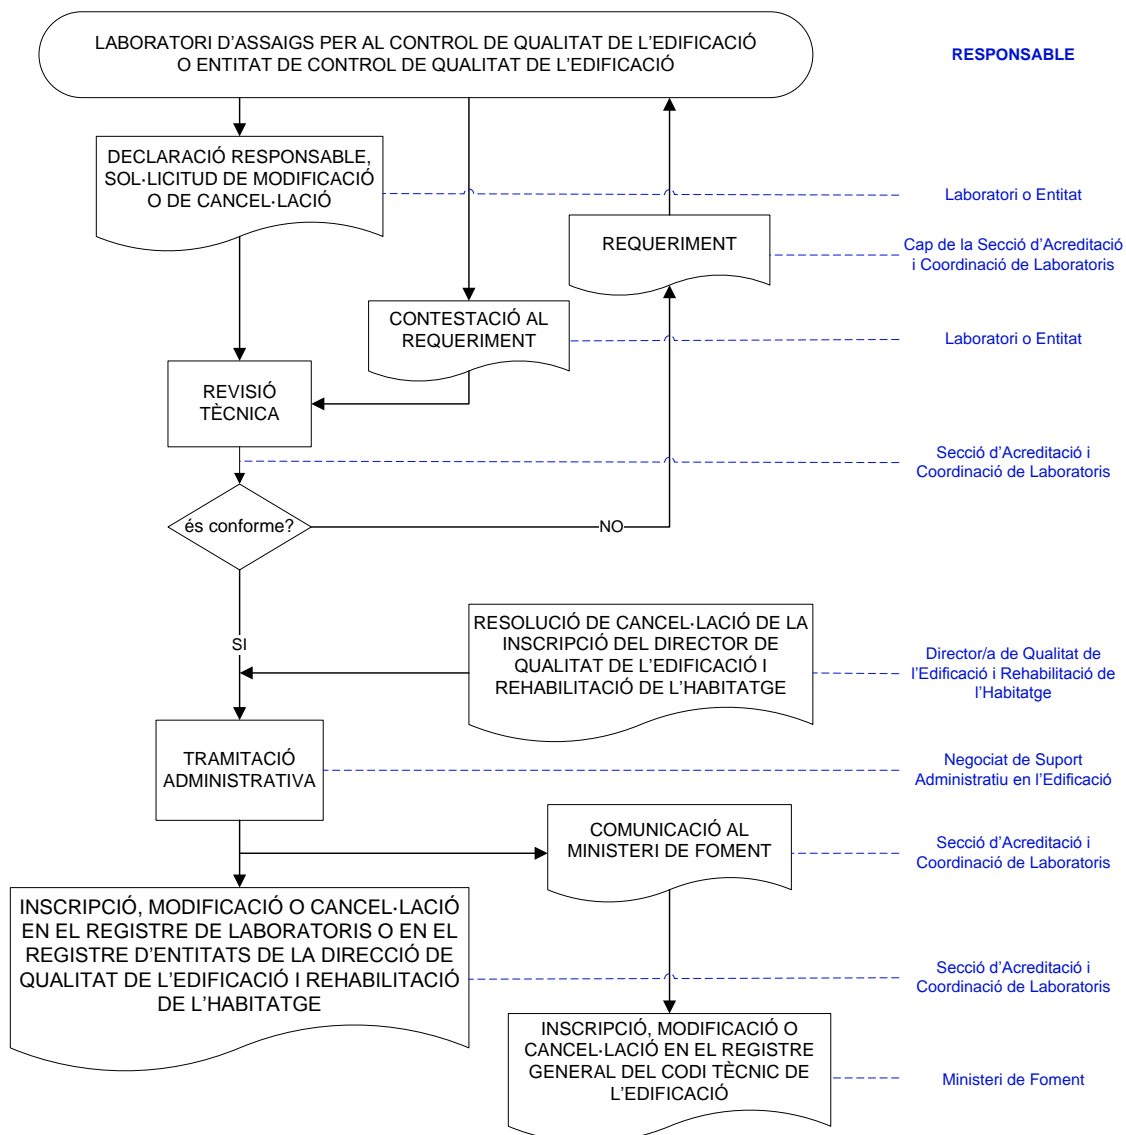 LABORATORI D'ASSAIGS PER AL CONTROL DE QUALITAT DE L'EDIFICACIÓ
O ENTITAT DE CONTROL DE QUALITAT DE L'EDIFICACIÓ
RESPONSABLE
DECLARACIÓ RESPONSABLE,
SOL·LICITUD DE MODIFICACIÓ
O DE CANCEL·LACIÓ
Laboratori o Entitat
REQUERIMENT
Cap de la Secció d'Acreditació
i Coordinació de Laboratoris
CONTESTACIÓ AL
REQUERIMENT
Laboratori o Entitat
REVISIÓ
TÈCNICA
Secció d'Acreditació i
Coordinació de Laboratoris
és conforme?
NO
SI
RESOLUCIÓ DE CANCEL·LACIÓ DE LA
INSCRIPCIÓ DEL DIRECTOR DE
QUALITAT DE L'EDIFICACIÓ I
REHABILITACIÓ DE L'HABITATGE
Director/a de Qualitat de
l'Edificació i Rehabilitació de
l'Habitatge
TRAMITACIÓ
ADMINISTRATIVA
Negociat de Suport
Administratiu en l'Edificació
COMUNICACIÓ AL
MINISTERI DE FOMENT
Secció d'Acreditació i
Coordinació de Laboratoris
INSCRIPCIÓ, MODIFICACIÓ O CANCEL·LACIÓ
EN EL REGISTRE DE LABORATORIS O EN EL
REGISTRE D'ENTITATS DE LA DIRECCIÓ DE
QUALITAT DE L'EDIFICACIÓ I REHABILITACIÓ
DE L'HABITATGE
Secció d'Acreditació i
Coordinació de Laboratoris
INSCRIPCIÓ, MODIFICACIÓ O
CANCEL·LACIÓ EN EL REGISTRE
GENERAL DEL CODI TÈCNIC DE
L'EDIFICACIÓ
Ministeri de Foment